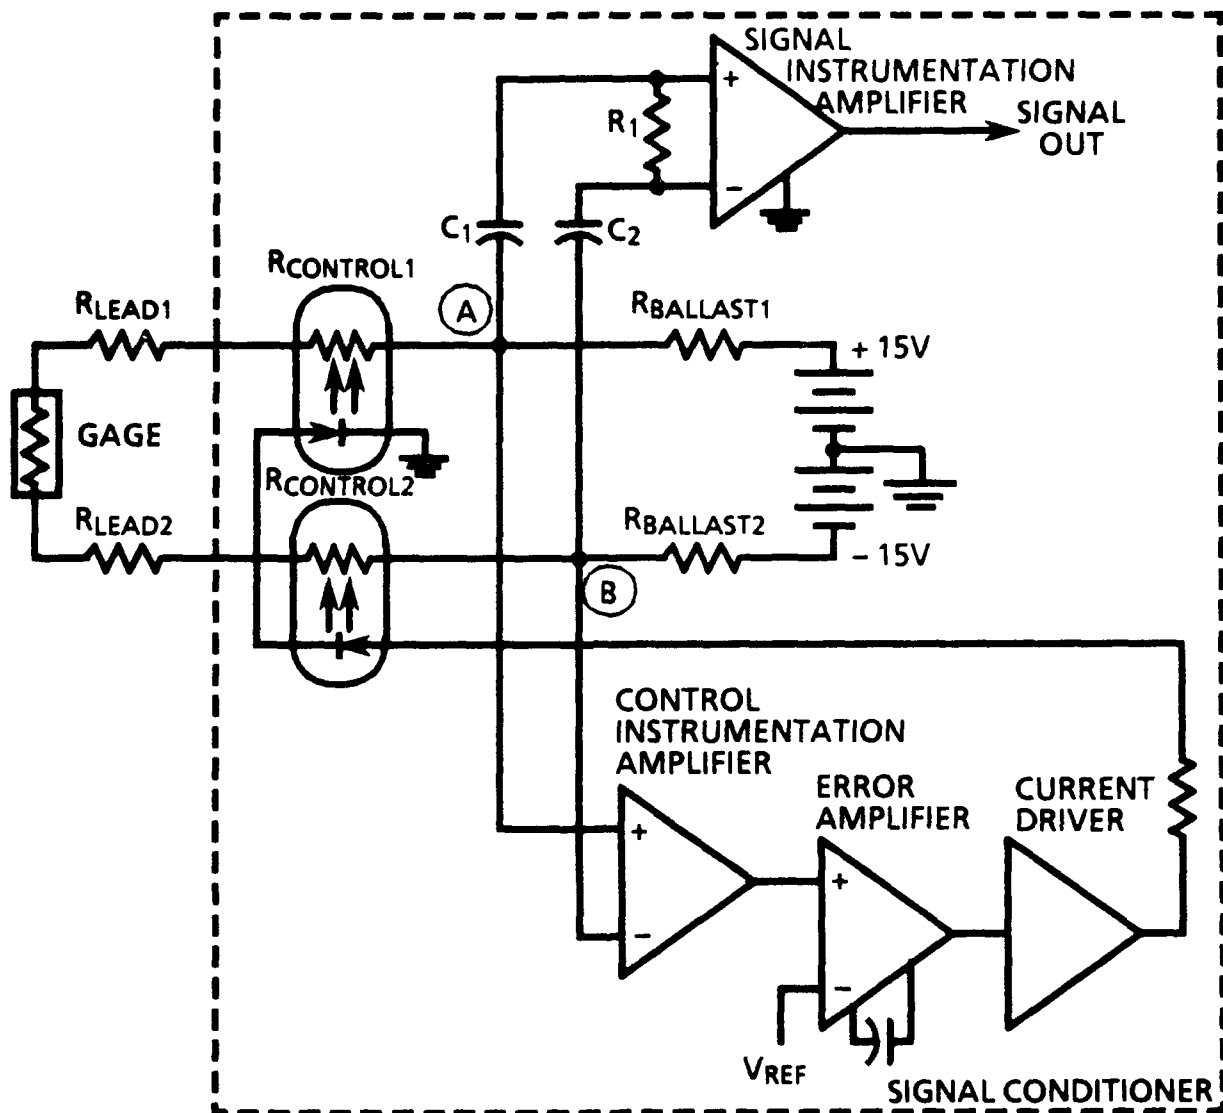 SIGNAL
INSTRUMENTATION
AMPLIFIER
+
R1
SIGNAL
OUT
−
C1
C2
RCONTROL1
A
RLEAD1
RBALLAST1
+ 15V
GAGE
RCONTROL2
RLEAD2
RBALLAST2
− 15V
B
CONTROL
INSTRUMENTATION
AMPLIFIER
ERROR
AMPLIFIER
CURRENT
DRIVER
+
+
−
−
VREF
SIGNAL CONDITIONER